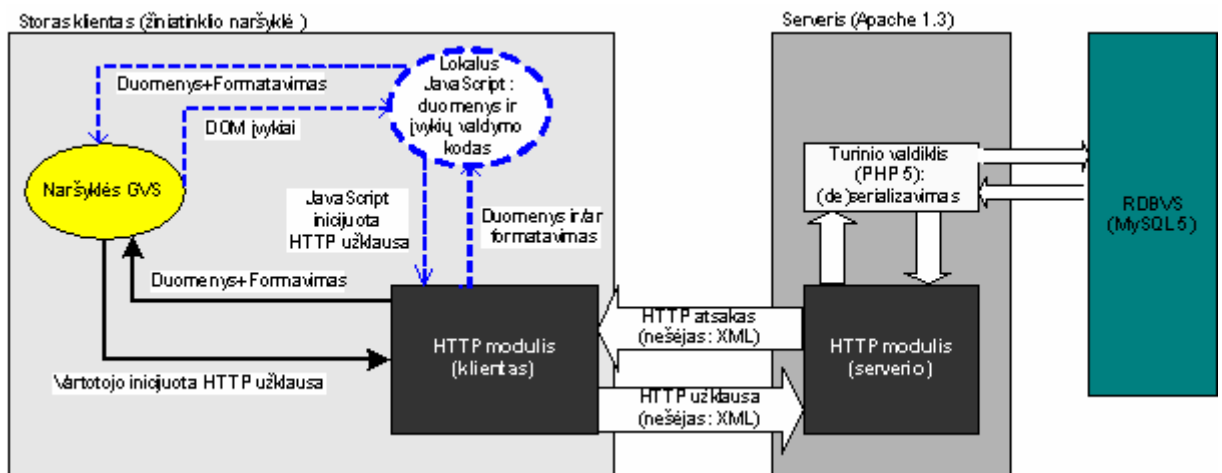 Storas klientas (žiniatinklio naršyklė )
Serveris (Apache 1.3)
Duomenys+Formatavimas
DOM įvykiai
Lokalus
JavaScript :
duomenys ir
įvykių valdymo
kodas
Naršyklės GVS
JavaScript
inicijuota
HTTP užklausa
Duomenys ir/ar
formatavimas
Duomenys+Formavimas
Vartotojo inicijuota HTTP užklausa
HTTP modulis
(klientas)
HTTP atsakas
(nešėjas: XML)
HTTP užklausa
(nešėjas: XML)
Turinio valdiklis
(PHP 5):
(de)serializavimas
HTTP modulis
(serverio)
RDBVS
(MySQL 5)